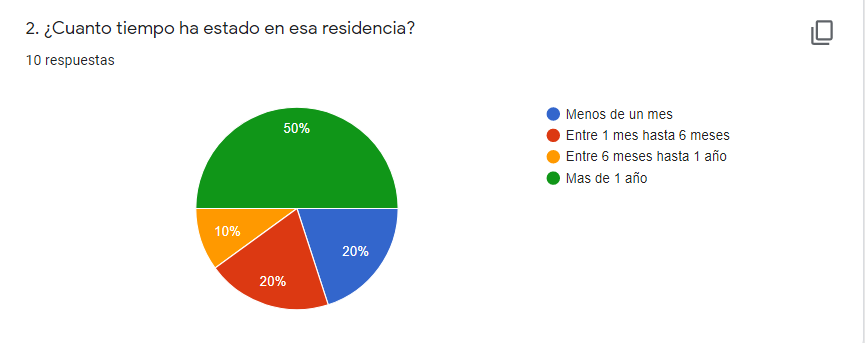 2. ¿Cuanto tiempo ha estado en esa residencia?
10 respuestas
50%
10%
20%
20%
Menos de un mes
Entre 1 mes hasta 6 meses
Entre 6 meses hasta 1 año
Mas de 1 año